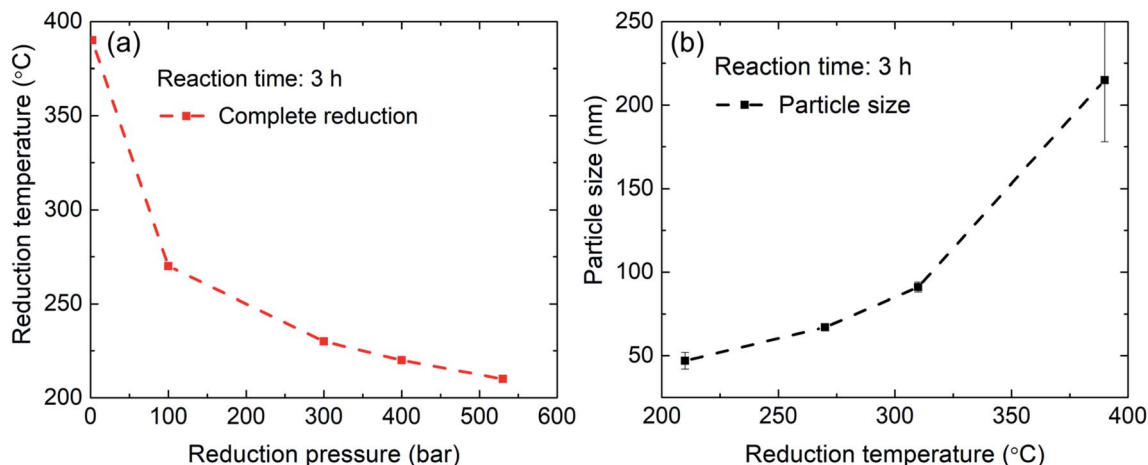 (a)
Reaction time: 3 h
Complete reduction
Reduction temperature (°C)
400
350
300
250
200
0 100 200 300 400 500 600
Reduction pressure (bar)
(b)
Reaction time: 3 h
Particle size
Particle size (nm)
250
200
150
100
50
200 250 300 350 400
Reduction temperature (°C)